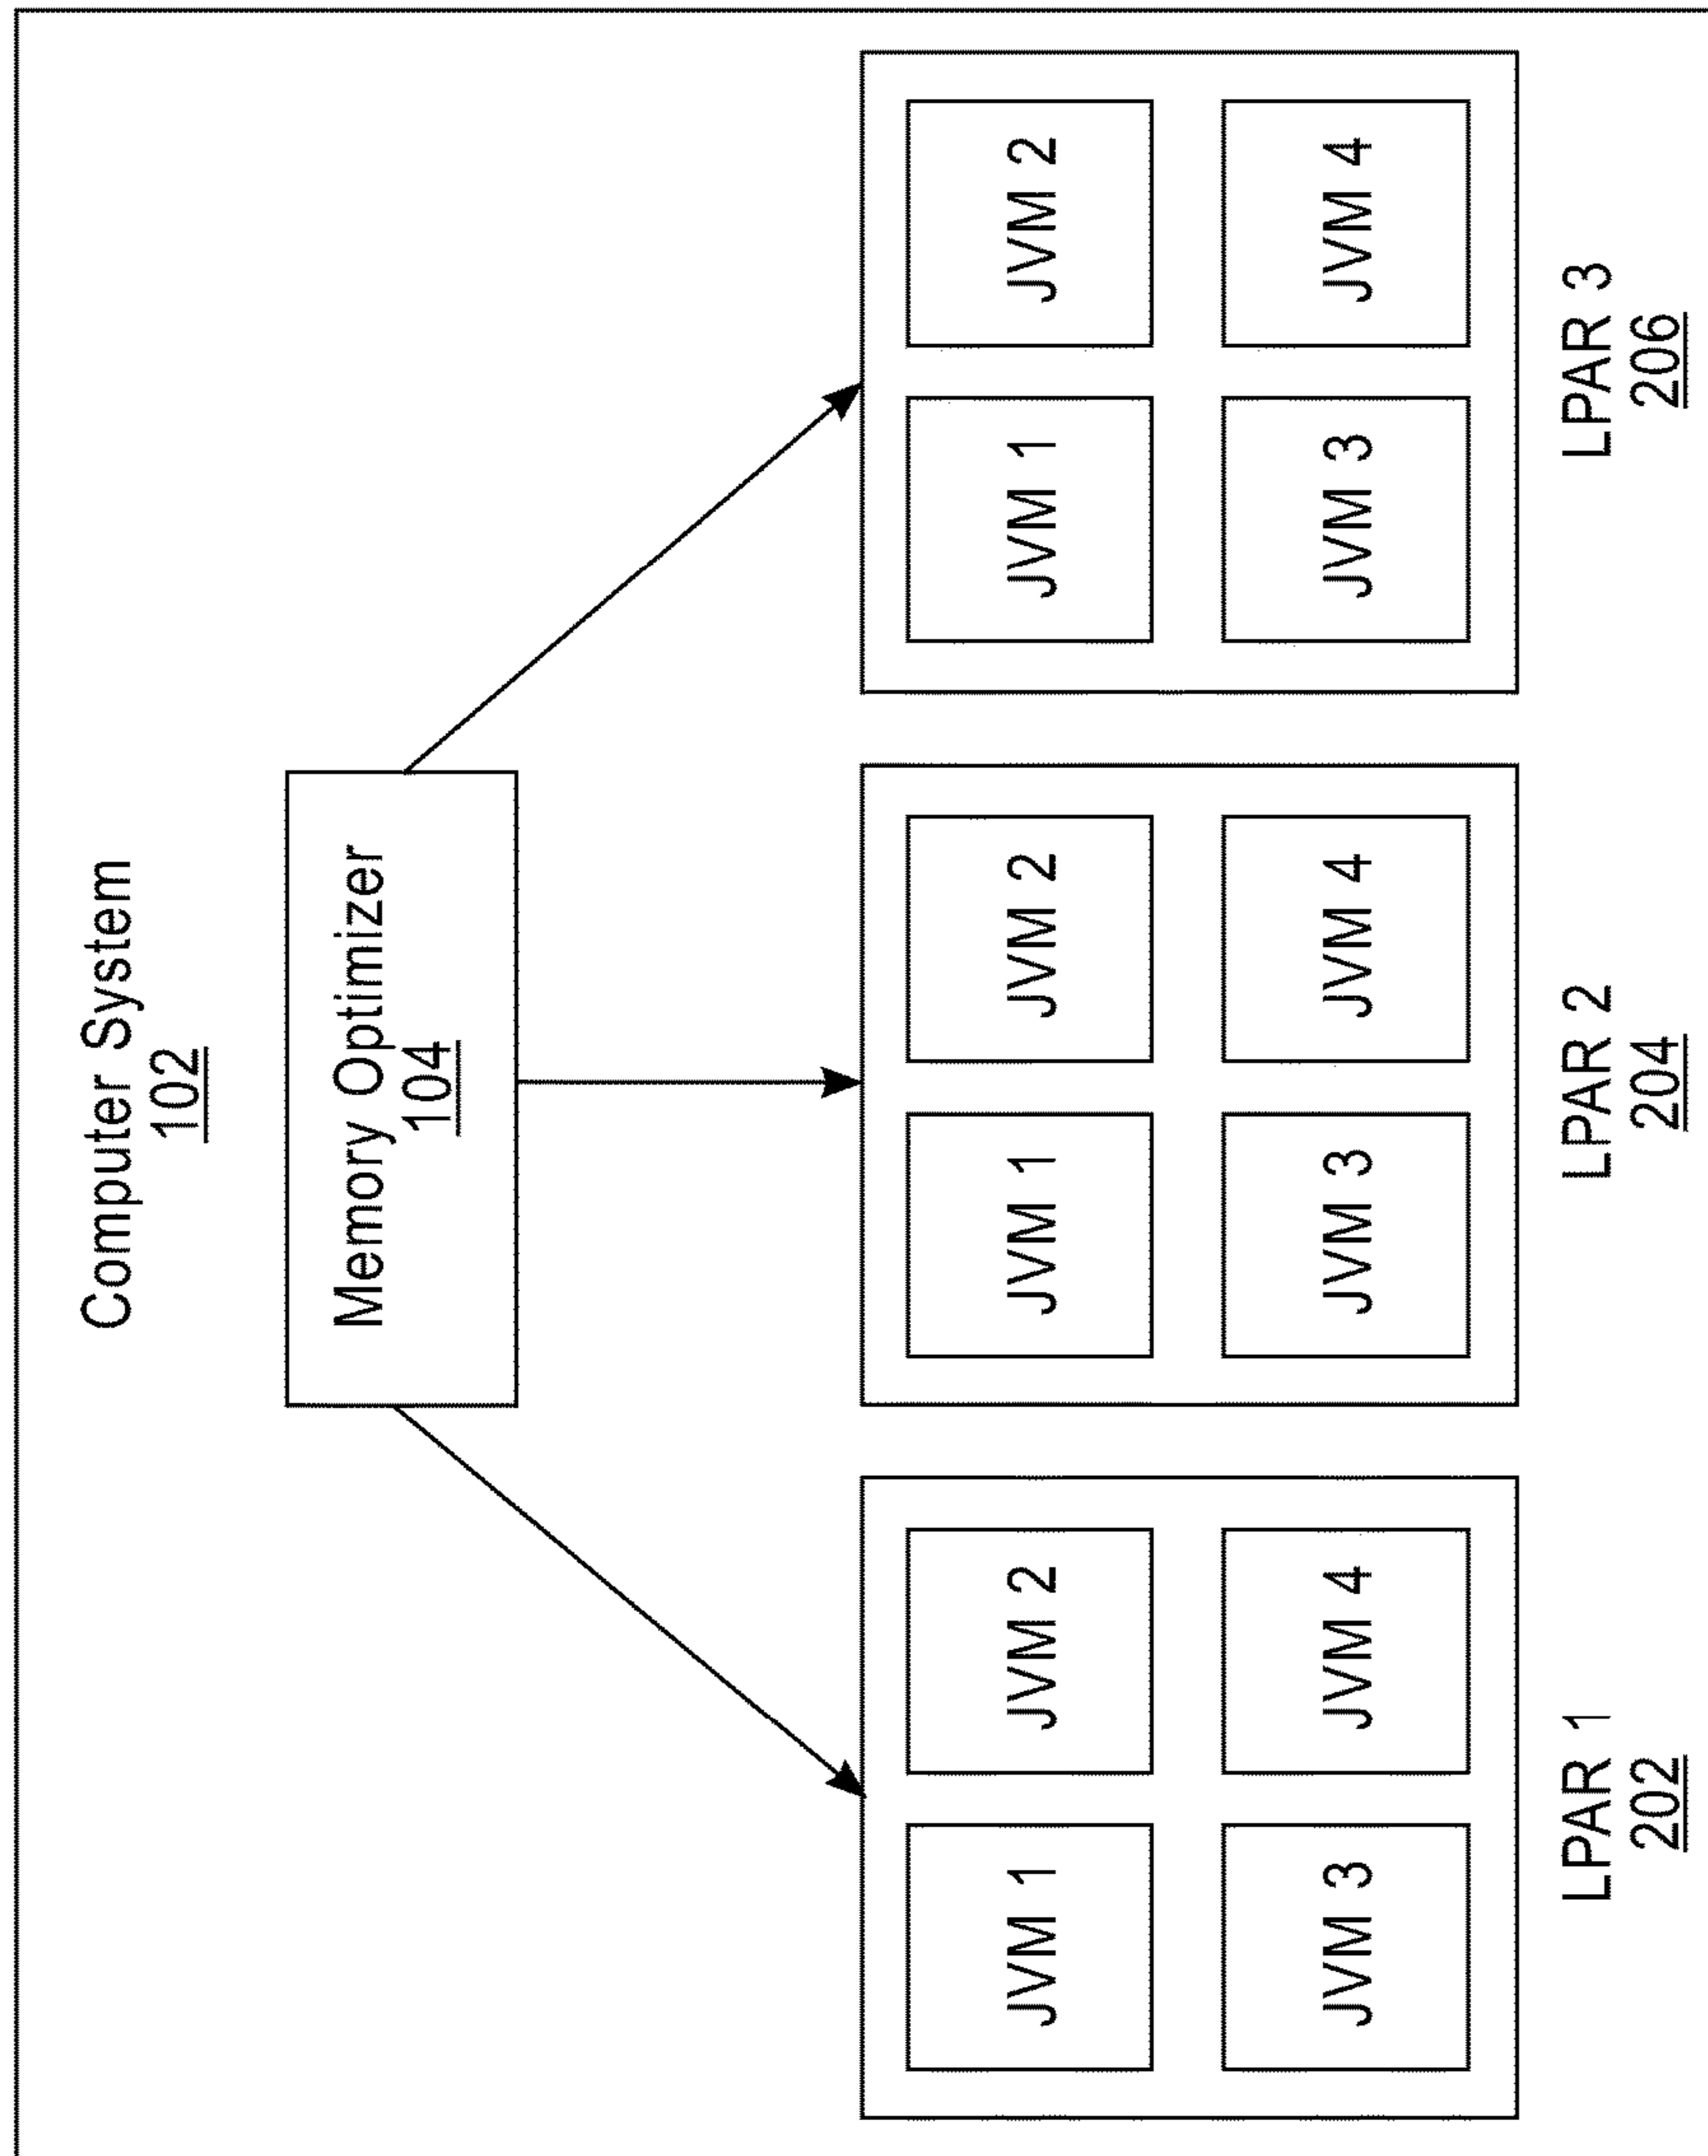 Computer System
102
Memory Optimizer
104
JVM 1
JVM 2
JVM 3
JVM 4
LPAR 1
202
JVM 1
JVM 2
JVM 3
JVM 4
LPAR 2
204
JVM 1
JVM 2
JVM 3
JVM 4
LPAR 3
206